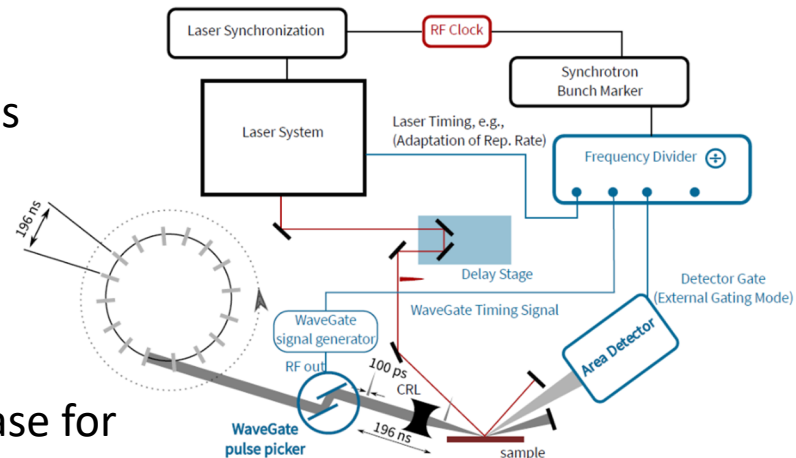 Laser Synchronization
RF Clock
Synchrotron
Bunch Marker
s
Laser System
Laser Timing, e.g.,
(Adaptation of Rep. Rate)
Frequency Divider
196 ns
Delay Stage
Detector Gate
(External Gating Mode)
WaveGate Timing Signal
WaveGate
signal generator
RF out
Area Detector
100 ps
CRL
ase for
WaveGate
pulse picker
196 ns
sample